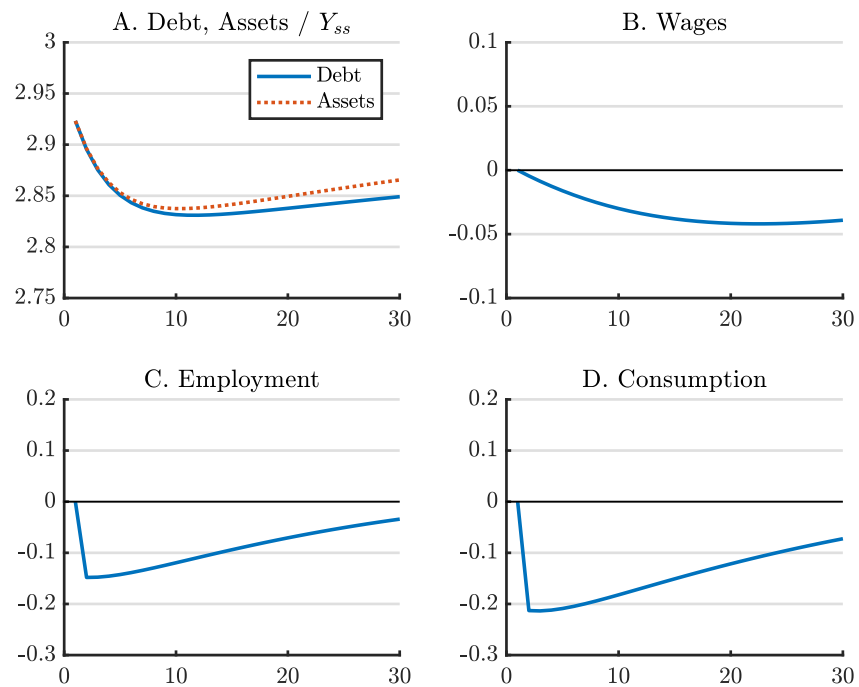 A. Debt, Assets / Yss
3
2.95
2.9
2.85
2.8
2.75
0 10 20 30
Debt
Assets
B. Wages
0.1
0.05
0
-0.05
-0.1
0 10 20 30
C. Employment
0.2
0.1
0
-0.1
-0.2
-0.3
0 10 20 30
D. Consumption
0.2
0.1
0
-0.1
-0.2
-0.3
0 10 20 30